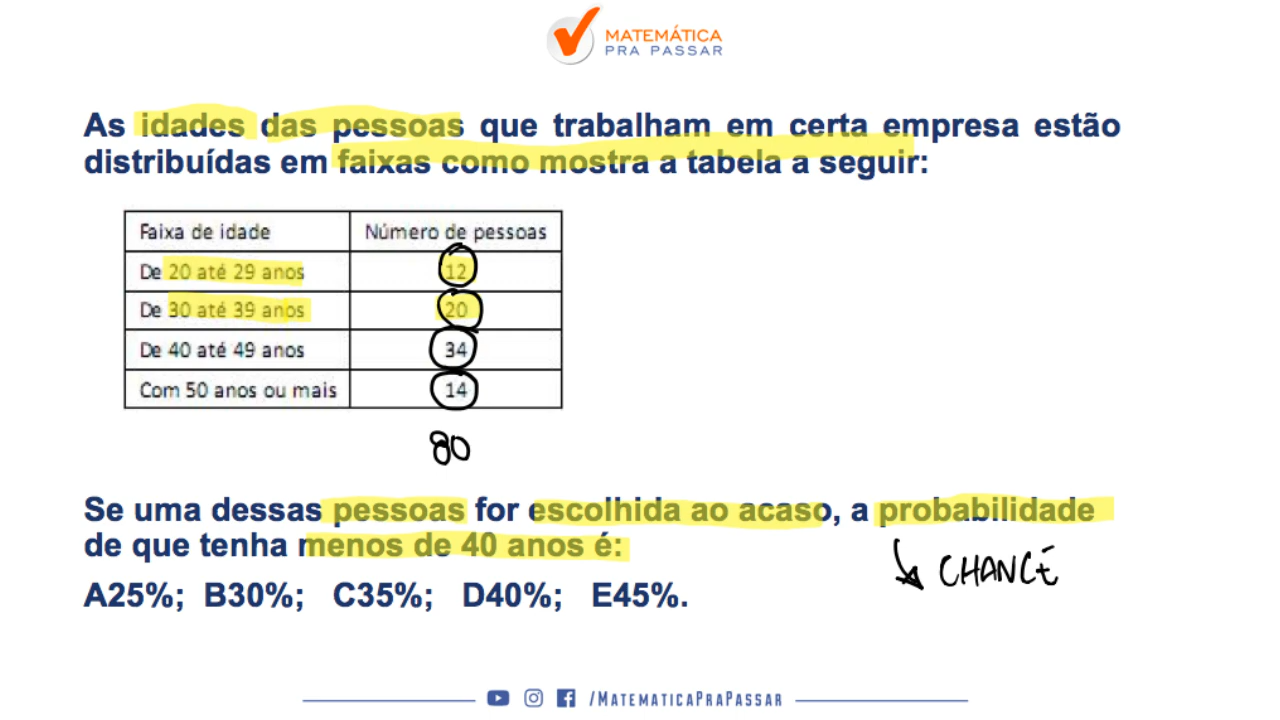 MATEMÁTICA
PRA PASSAR
As idades das pessoas que trabalham em certa empresa estão
distribuídas em faixas como mostra a tabela a seguir:
Faixa de idade Número de pessoas
De 20 até 29 anos 12
De 30 até 39 anos 20
De 40 até 49 anos 34
Com 50 anos ou mais 14
80
Se uma dessas pessoas for escolhida ao acaso, a probabilidade
de que tenha menos de 40 anos é:
CHANCE
A25%; B30%; C35%; D40%; E45%.
/MATEMATICAPRAPASSAR